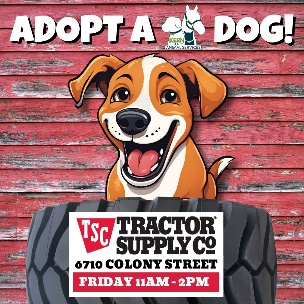 ADOPT A DOG!
TSC TRACTOR
SUPPLY CO
6710 COLONY STREET
FRIDAY 11AM - 2PM